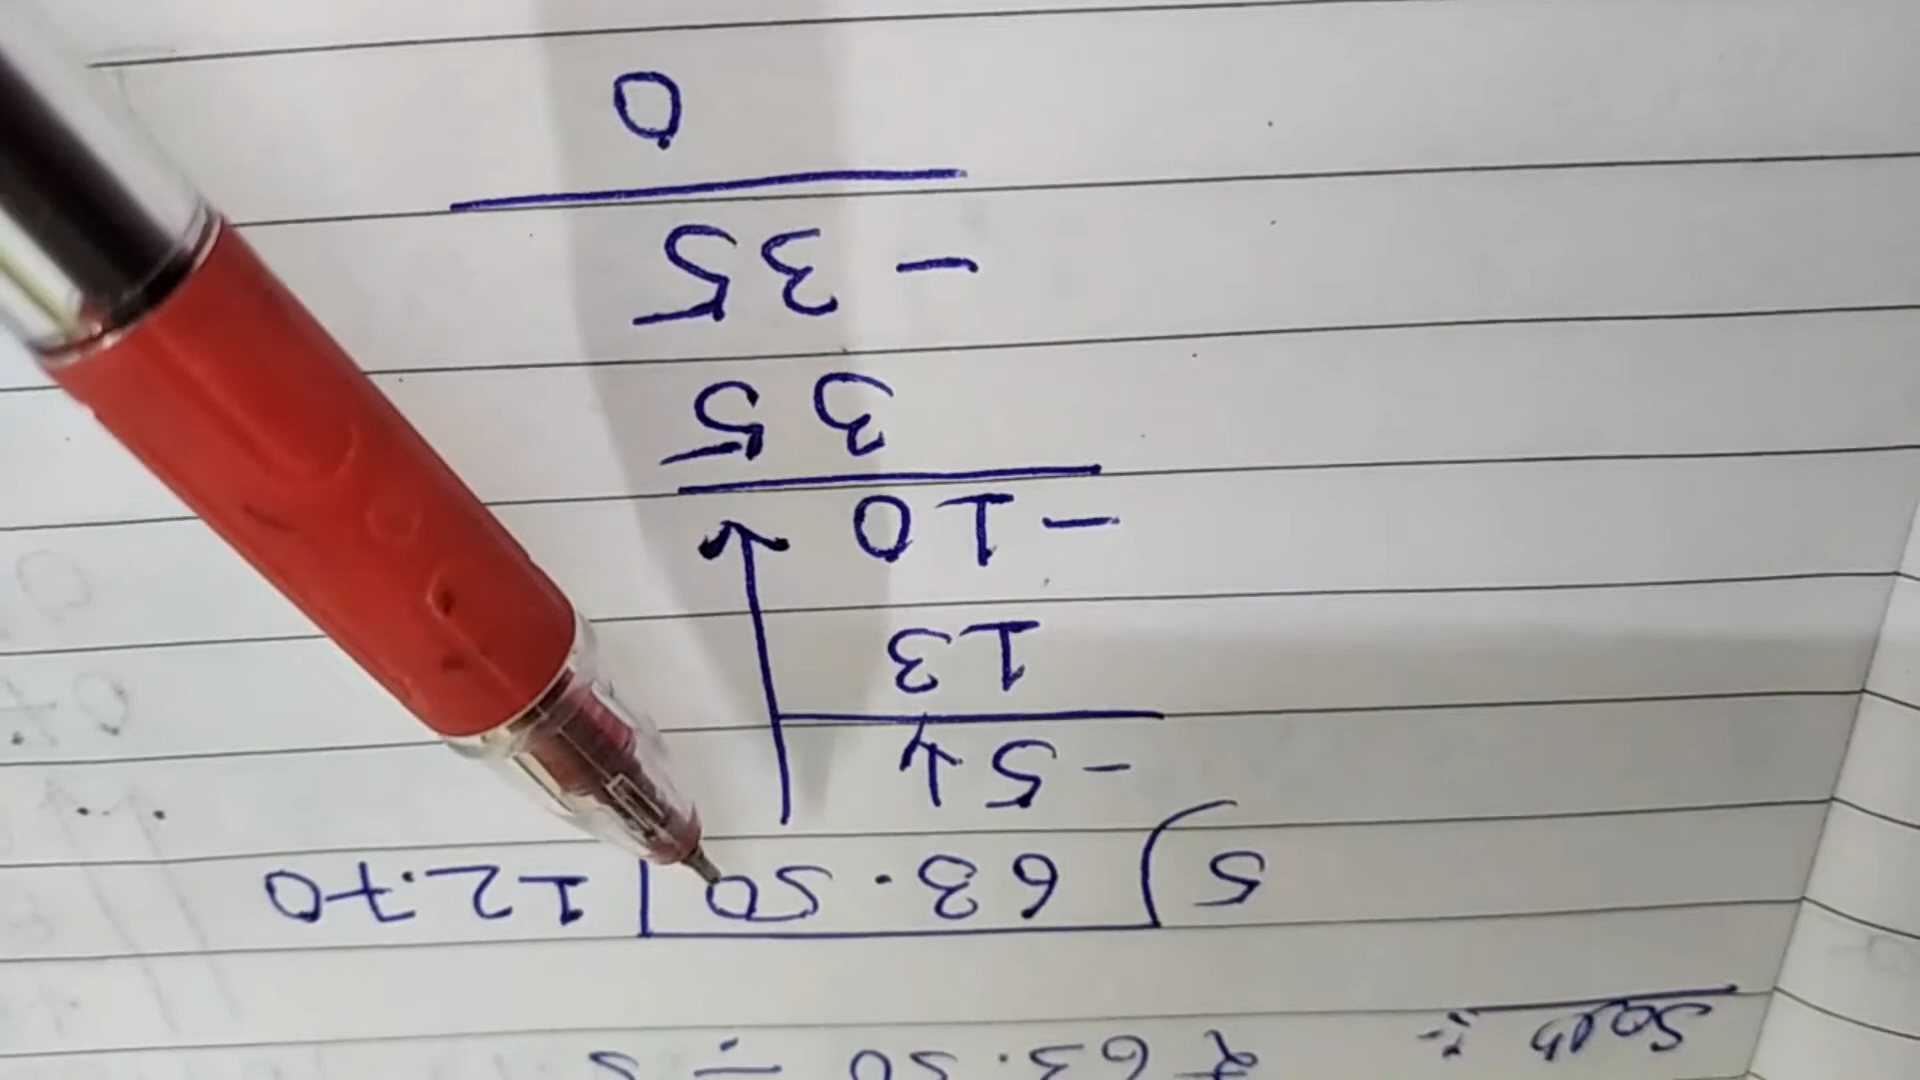 Soln :- ₹ 63.50 ÷ 5
5 ) 63.50 | 12.70
- 5 ↓
13
- 10 ↓
35
- 35
0